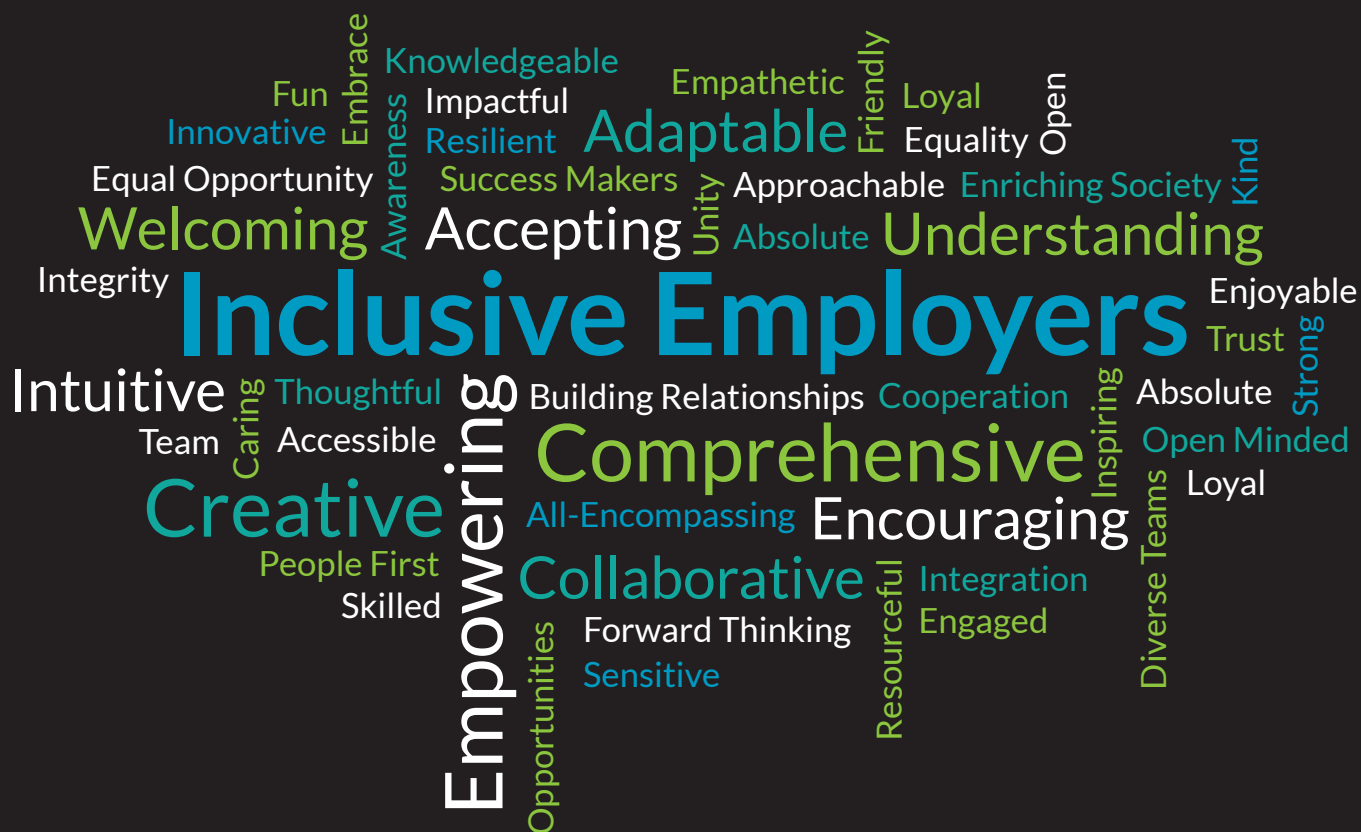 Embrace
Knowledgeable
Fun
Impactful
Empathetic
Friendly
Loyal
Open
Innovative
Awareness
Resilient
Adaptable
Equality
Kind
Equal Opportunity
Success Makers
Unity
Approachable
Enriching Society
Welcoming
Accepting
Absolute
Understanding
Integrity
Inclusive Employers
Enjoyable
Trust
Strong
Intuitive
Caring
Thoughtful
Empowering
Building Relationships
Cooperation
Inspiring
Absolute
Team
Accessible
Comprehensive
Open Minded
Loyal
Creative
All-Encompassing
Encouraging
Diverse Teams
People First
Collaborative
Resourceful
Integration
Skilled
Opportunities
Forward Thinking
Engaged
Sensitive